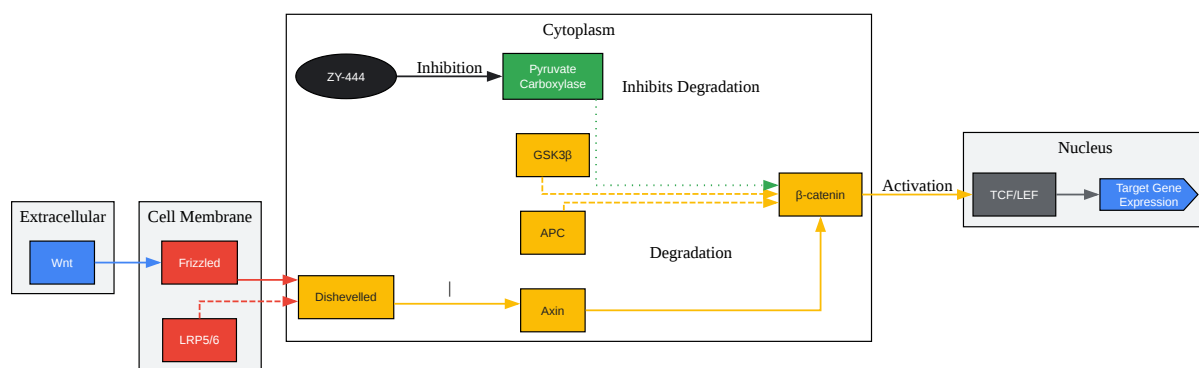 Cytoplasm
ZY-444
Inhibition
Pyruvate
Carboxylase
Inhibits Degradation
GSK3β
APC
β-catenin
Activation
Degradation
Nucleus
TCF/LEF
Target Gene
Expression
Extracellular
Wnt
Cell Membrane
Frizzled
LRP5/6
Dishevelled
|
Axin